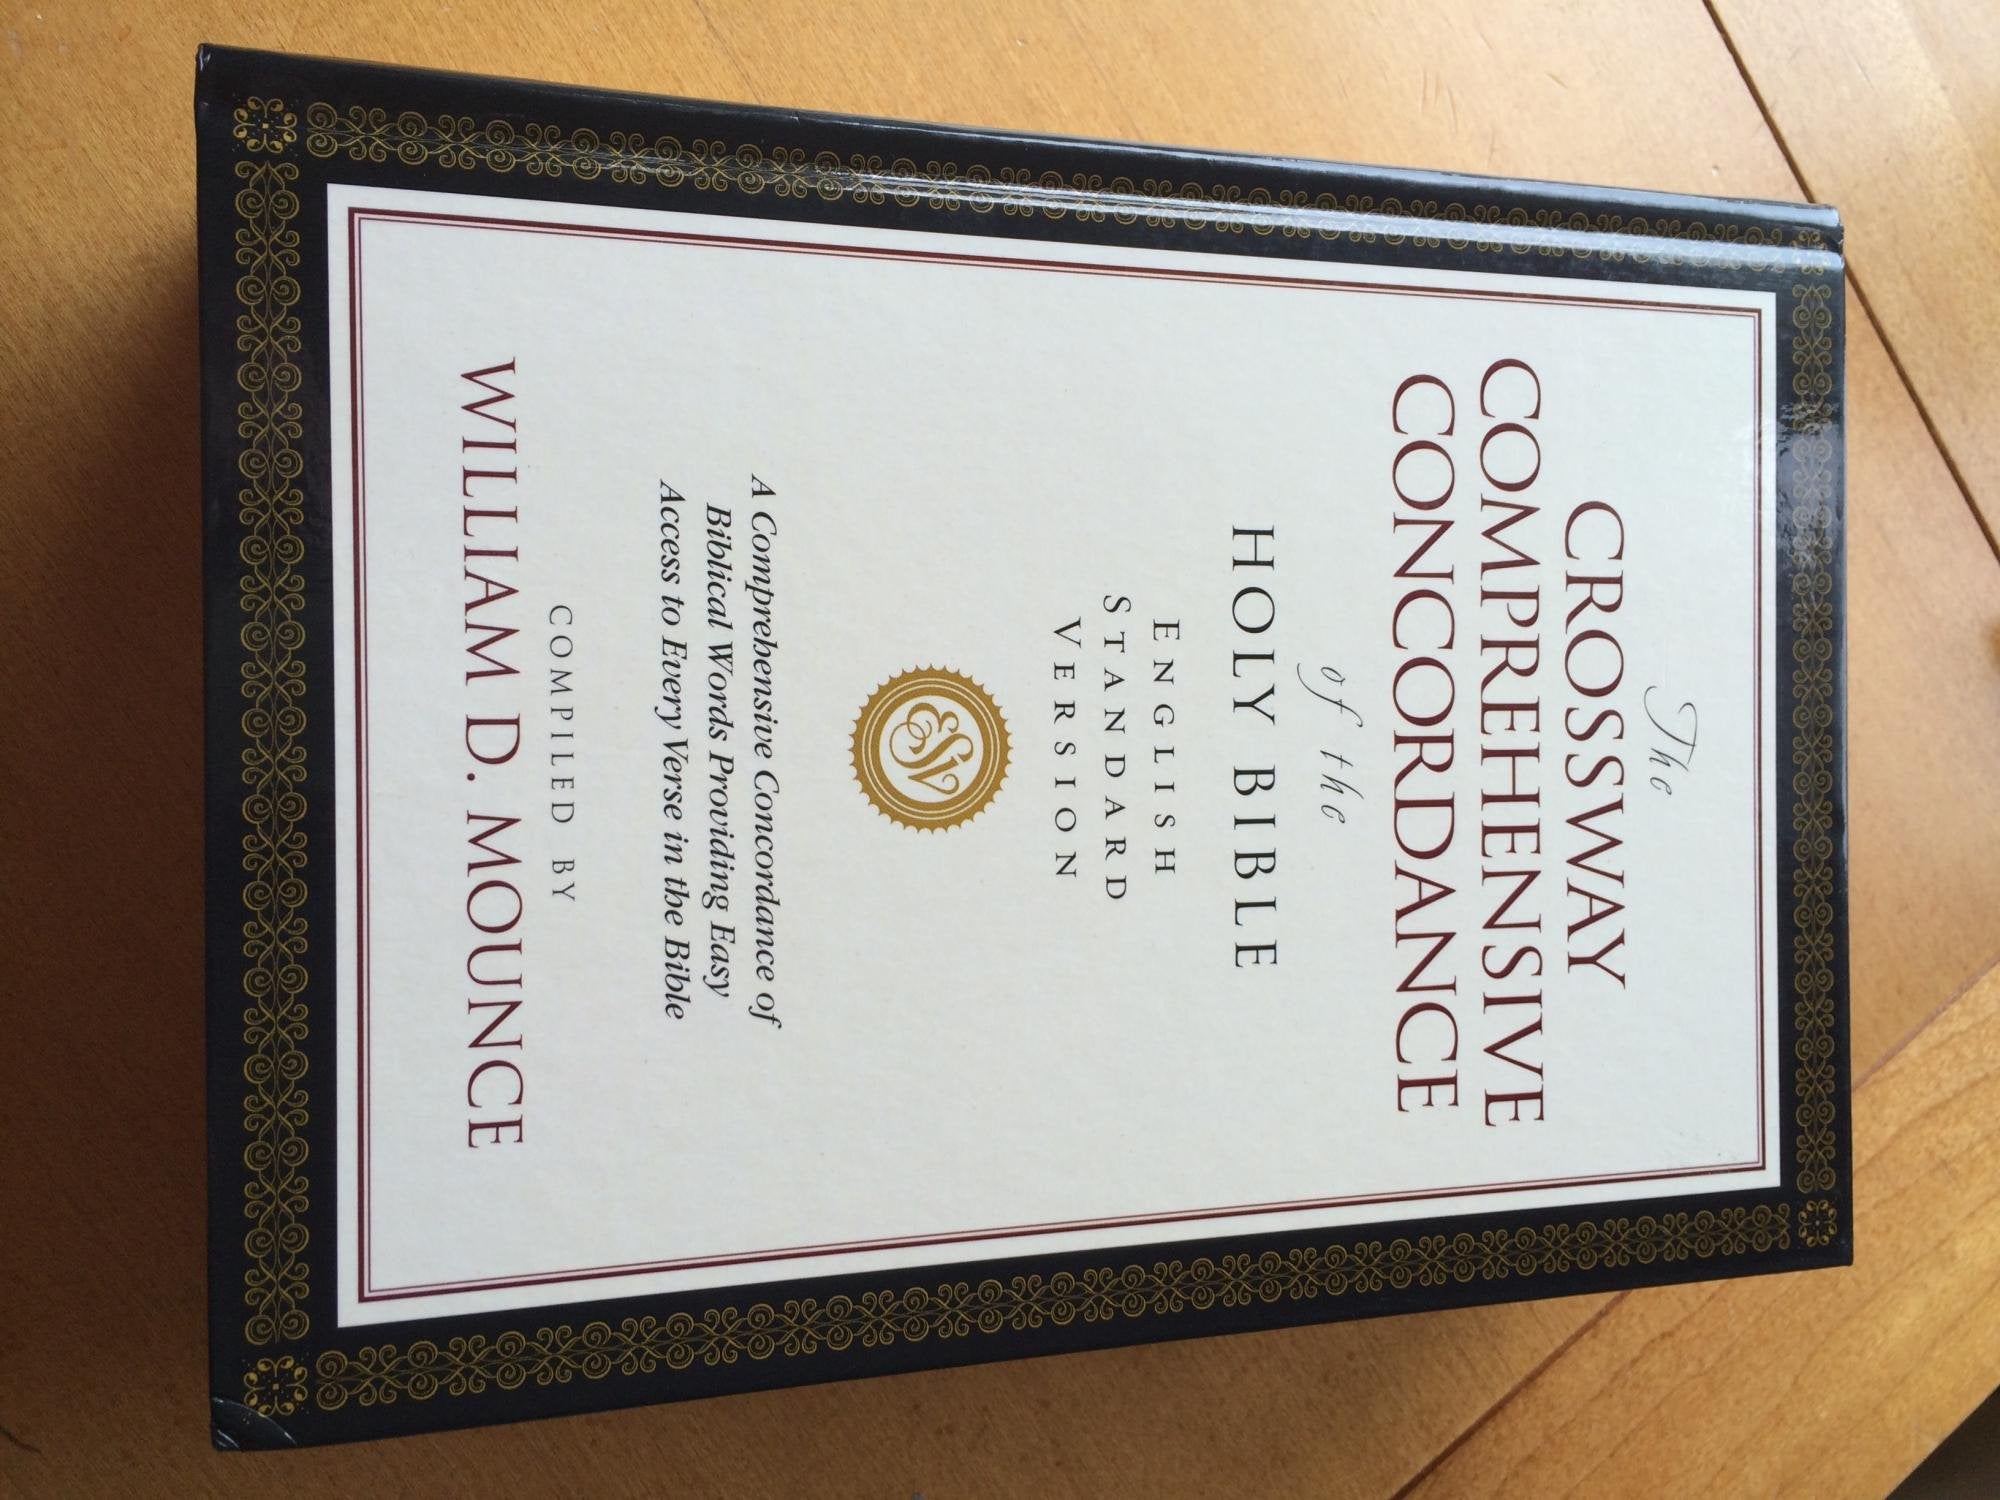 The
CROSSWAY
COMPREHENSIVE
CONCORDANCE
of the
HOLY BIBLE
ENGLISH
STANDARD
VERSION
ESV
A Comprehensive Concordance of
Biblical Words Providing Easy
Access to Every Verse in the Bible
COMPILED BY
WILLIAM D. MOUNCE